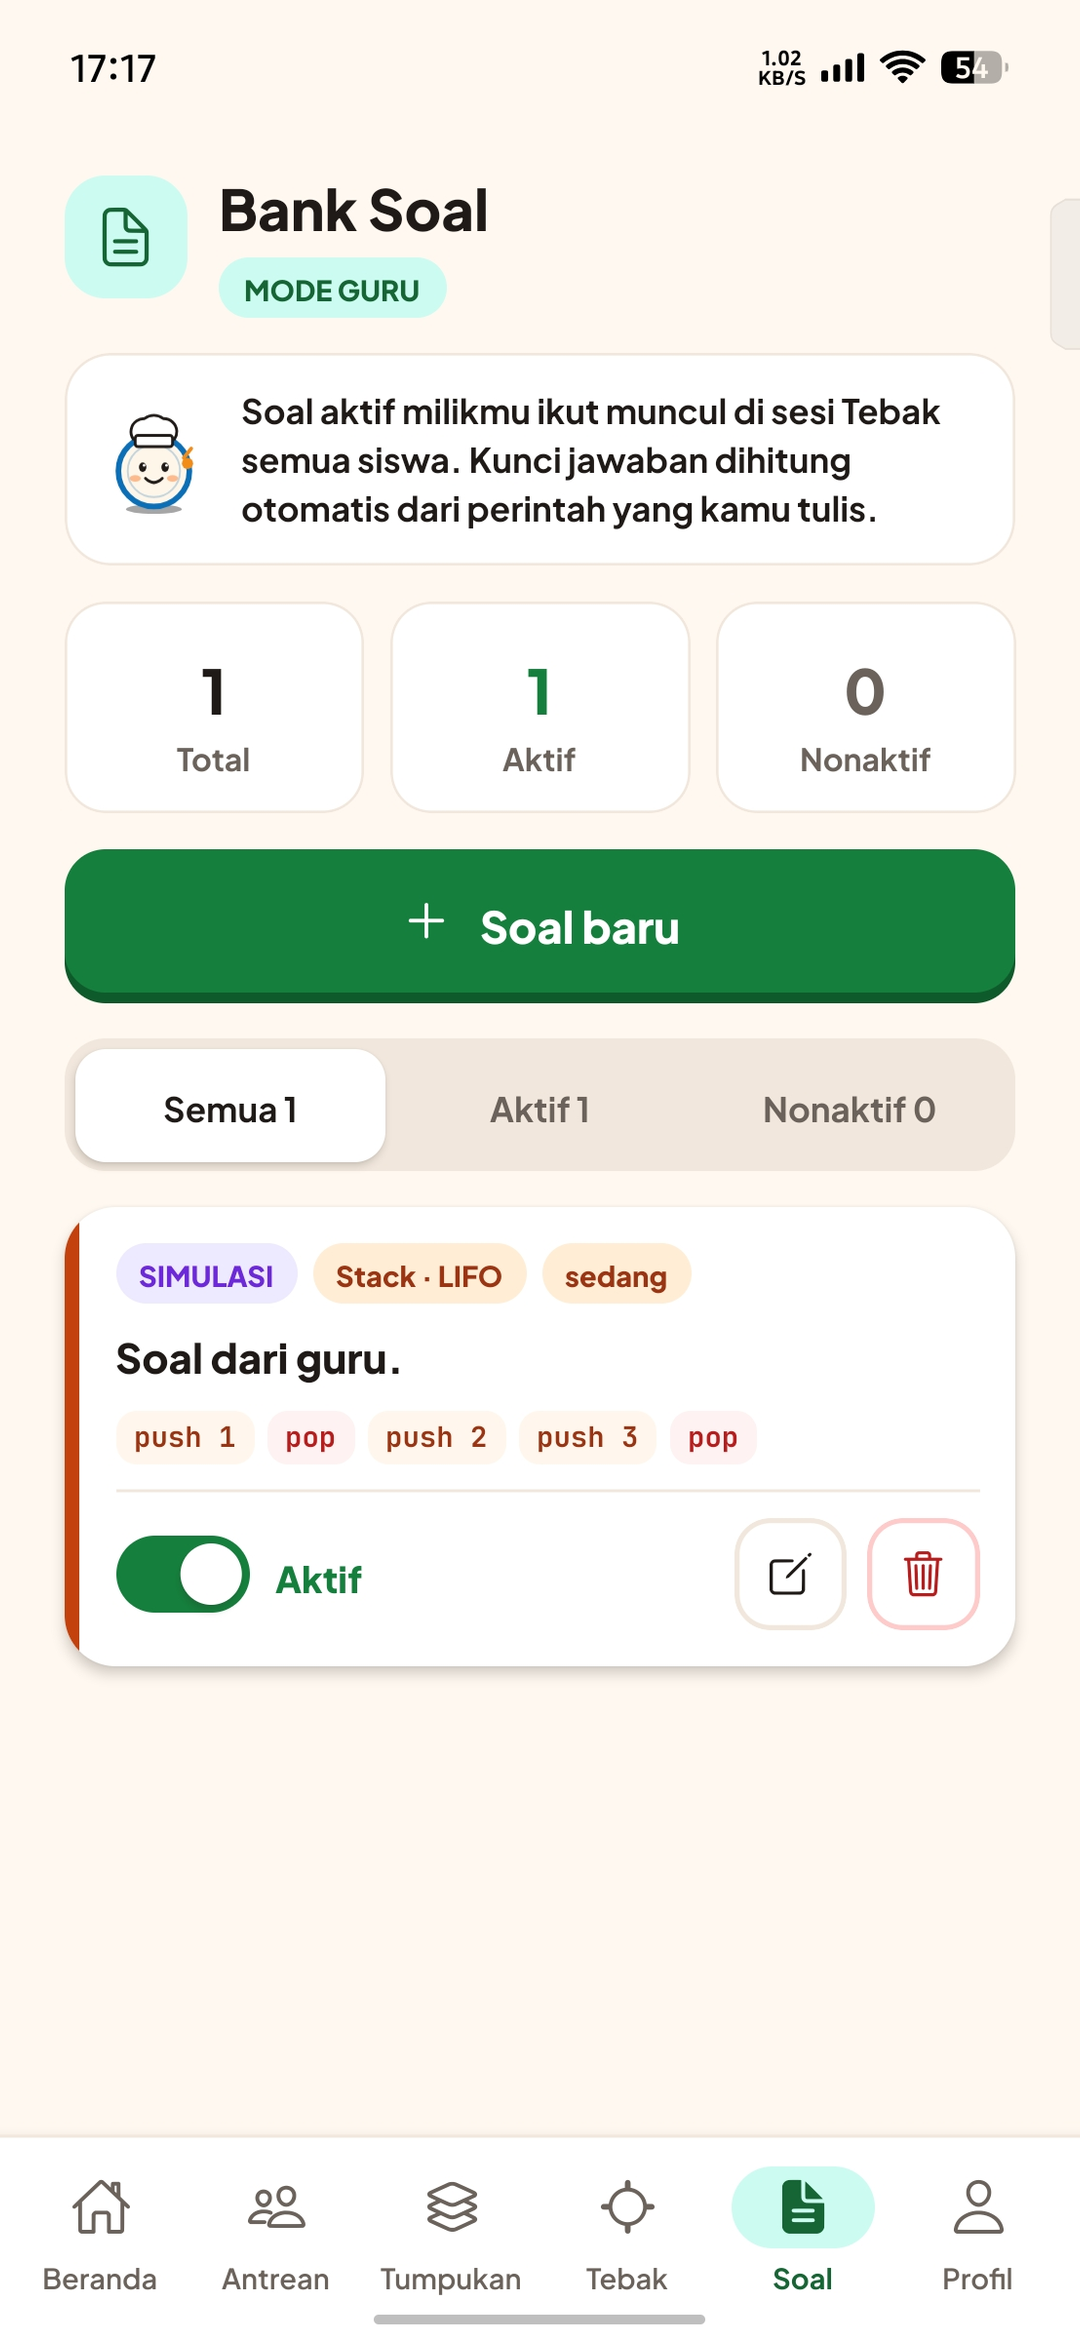 17:17
1.02
KB/S
54
Bank Soal
MODE GURU
Soal aktif milikmu ikut muncul di sesi Tebak
semua siswa. Kunci jawaban dihitung
otomatis dari perintah yang kamu tulis.
1
Total
1
Aktif
0
Nonaktif
+ Soal baru
Semua 1
Aktif 1
Nonaktif 0
SIMULASI
Stack · LIFO
sedang
Soal dari guru.
push 1
pop
push 2
push 3
pop
Aktif
Beranda
Antrean
Tumpukan
Tebak
Soal
Profil